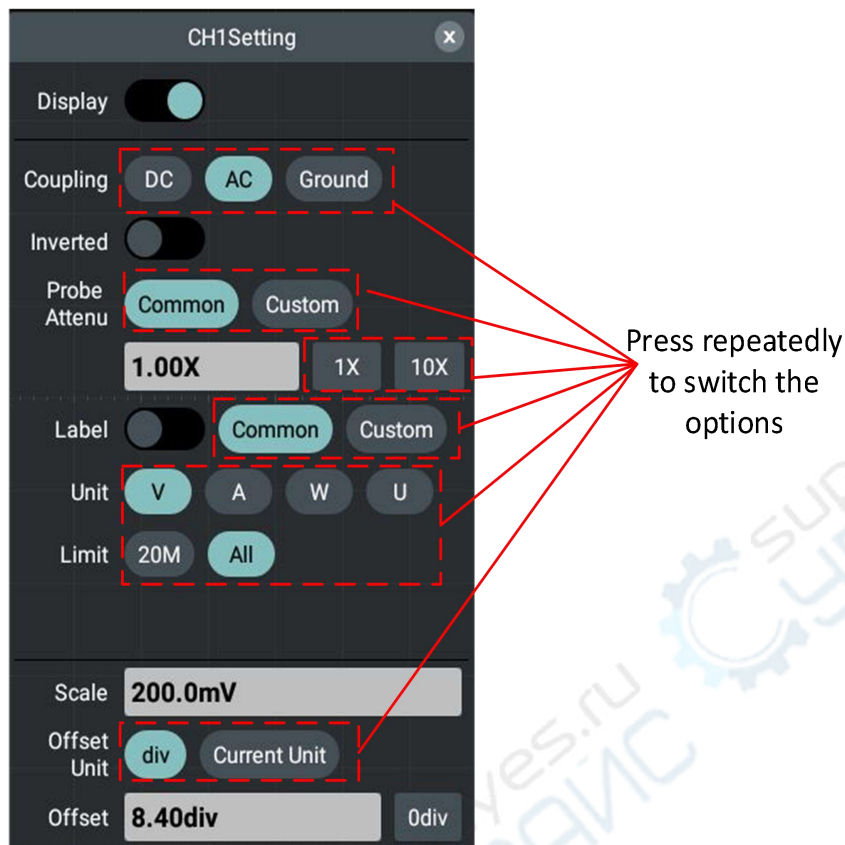 CH1Setting x
Display
Coupling DC AC Ground
Inverted
Probe
Attenu Common Custom
1.00X 1X 10X
Press repeatedly
to switch the
options
Label Common Custom
Unit V A W U
Limit 20M All
Scale 200.0mV
Offset
Unit div Current Unit
Offset 8.40div 0div
yes.ru